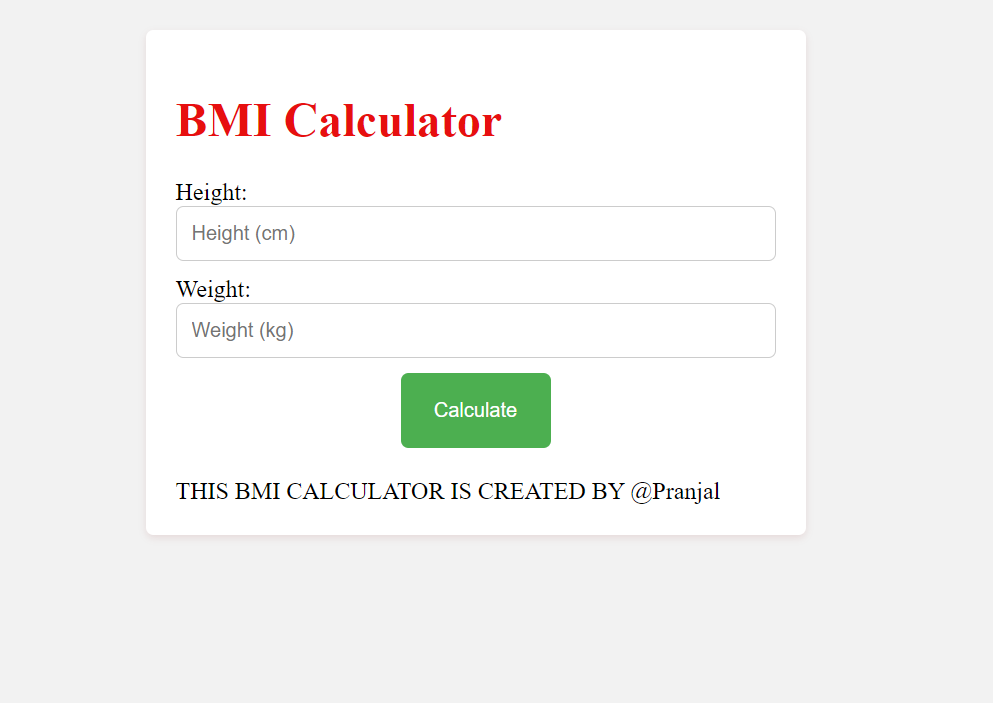 BMI Calculator
Height:
Height (cm)
Weight:
Weight (kg)
Calculate
THIS BMI CALCULATOR IS CREATED BY @Pranjal